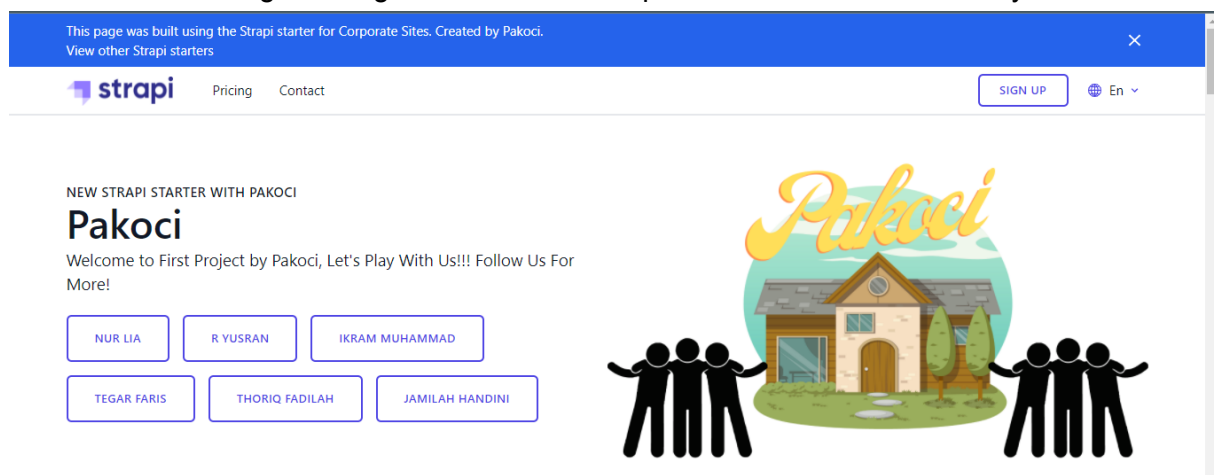 This page was built using the Strapi starter for Corporate Sites. Created by Pakoci.
View other Strapi starters
strapi
Pricing
Contact
SIGN UP
En
NEW STRAPI STARTER WITH PAKOCI
Pakoci
Pakoci
Welcome to First Project by Pakoci, Let's Play With Us!!! Follow Us For
More!
NUR LIA
R YUSRAN
IKRAM MUHAMMAD
TEGAR FARIS
THORIQ FADILAH
JAMILAH HANDINI